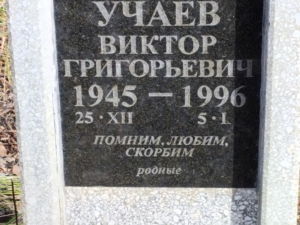 УЧАЕВ
ВИКТОР
ГРИГОРЬЕВИЧ
1945 — 1996
25 · XII 5 · I
ПОМНИМ, ЛЮБИМ,
СКОРБИМ
родные